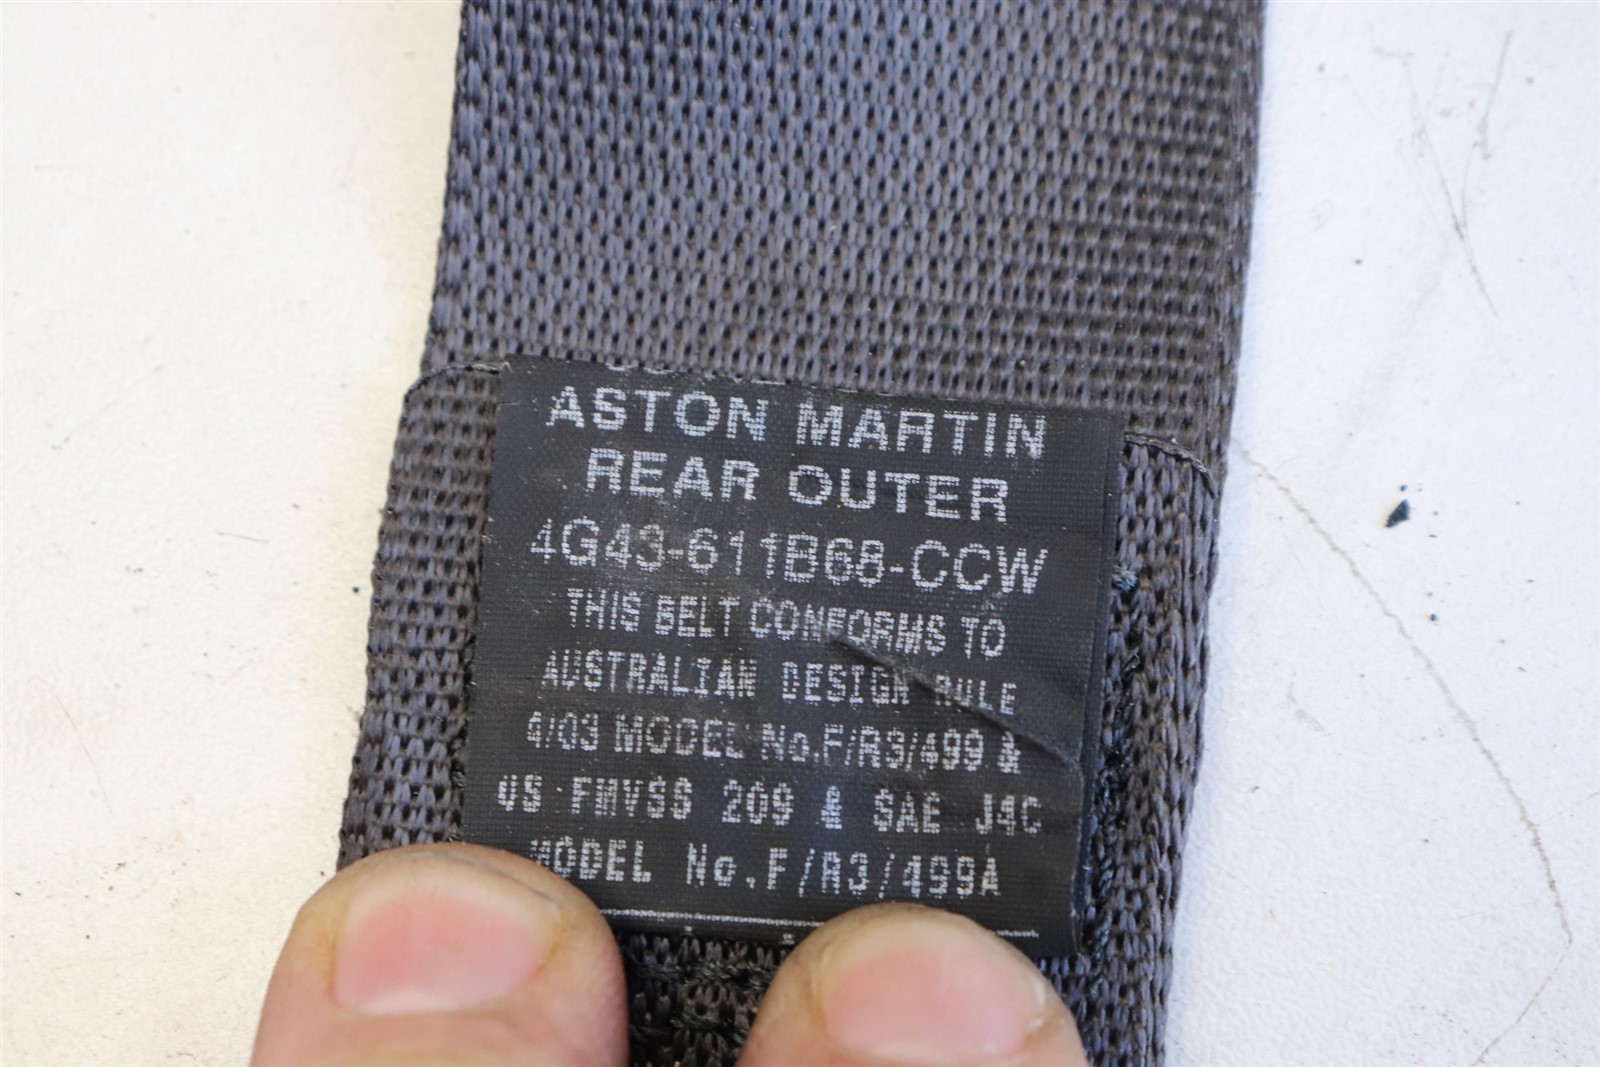 ASTON MARTIN
REAR OUTER
4G43-611B68-CCW
THIS BELT CONFORMS TO
AUSTRALIAN DESIGN RULE
4/03 MODEL No.F/R3/499 &
US FMVSS 209 & SAE J4C
MODEL No.F/R3/499A